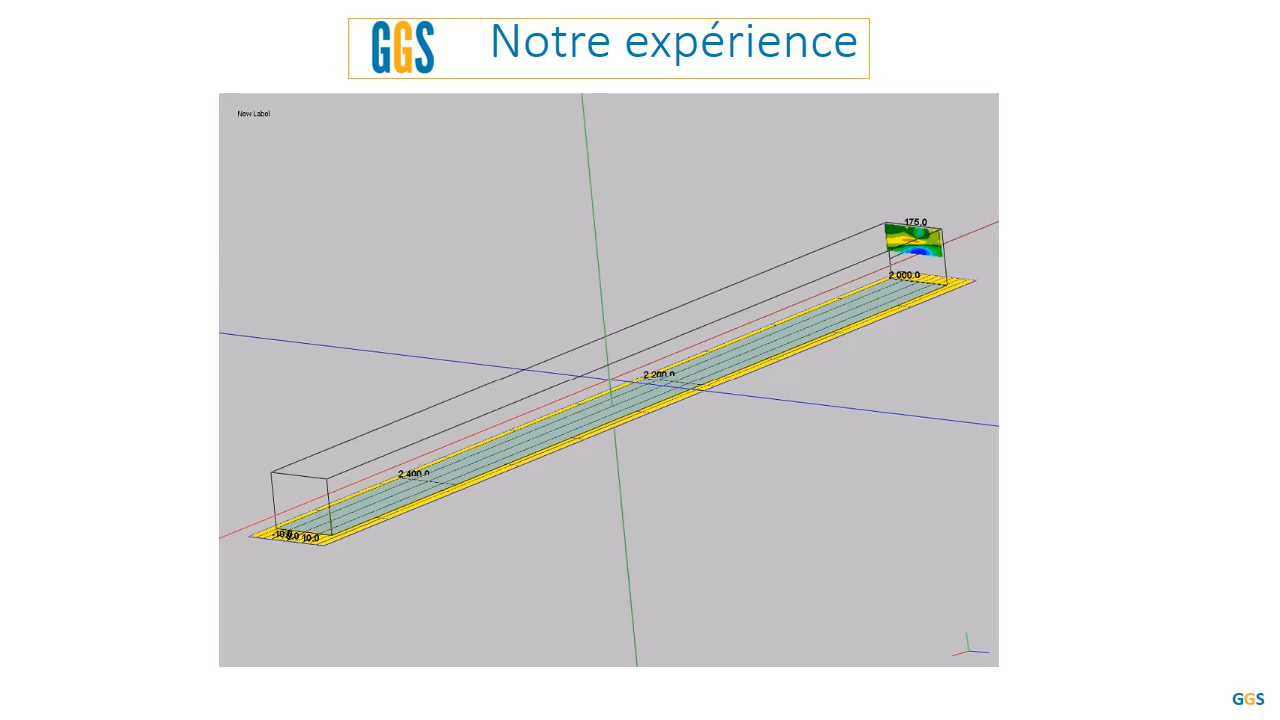 GGS Notre expérience
New Label
175.0
2 000.0
2 200.0
2 400.0
10.0
GGS